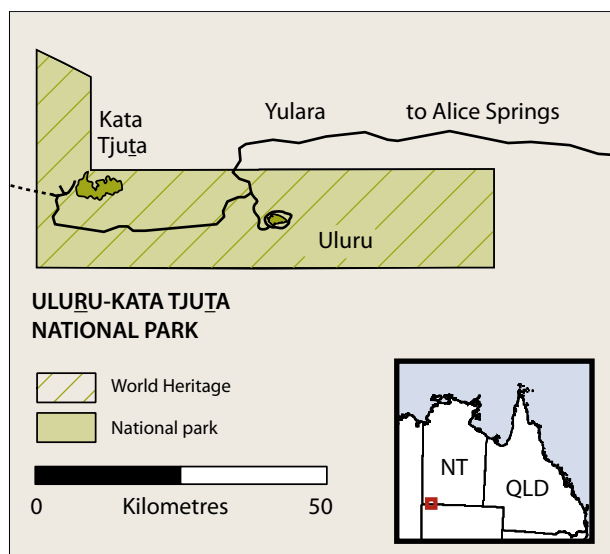 Kata
Tjuṯa
Yulara
to Alice Springs
Uluru
ULUṞU-KATA TJUṮA
NATIONAL PARK
World Heritage
National park
0
Kilometres
50
NT
QLD